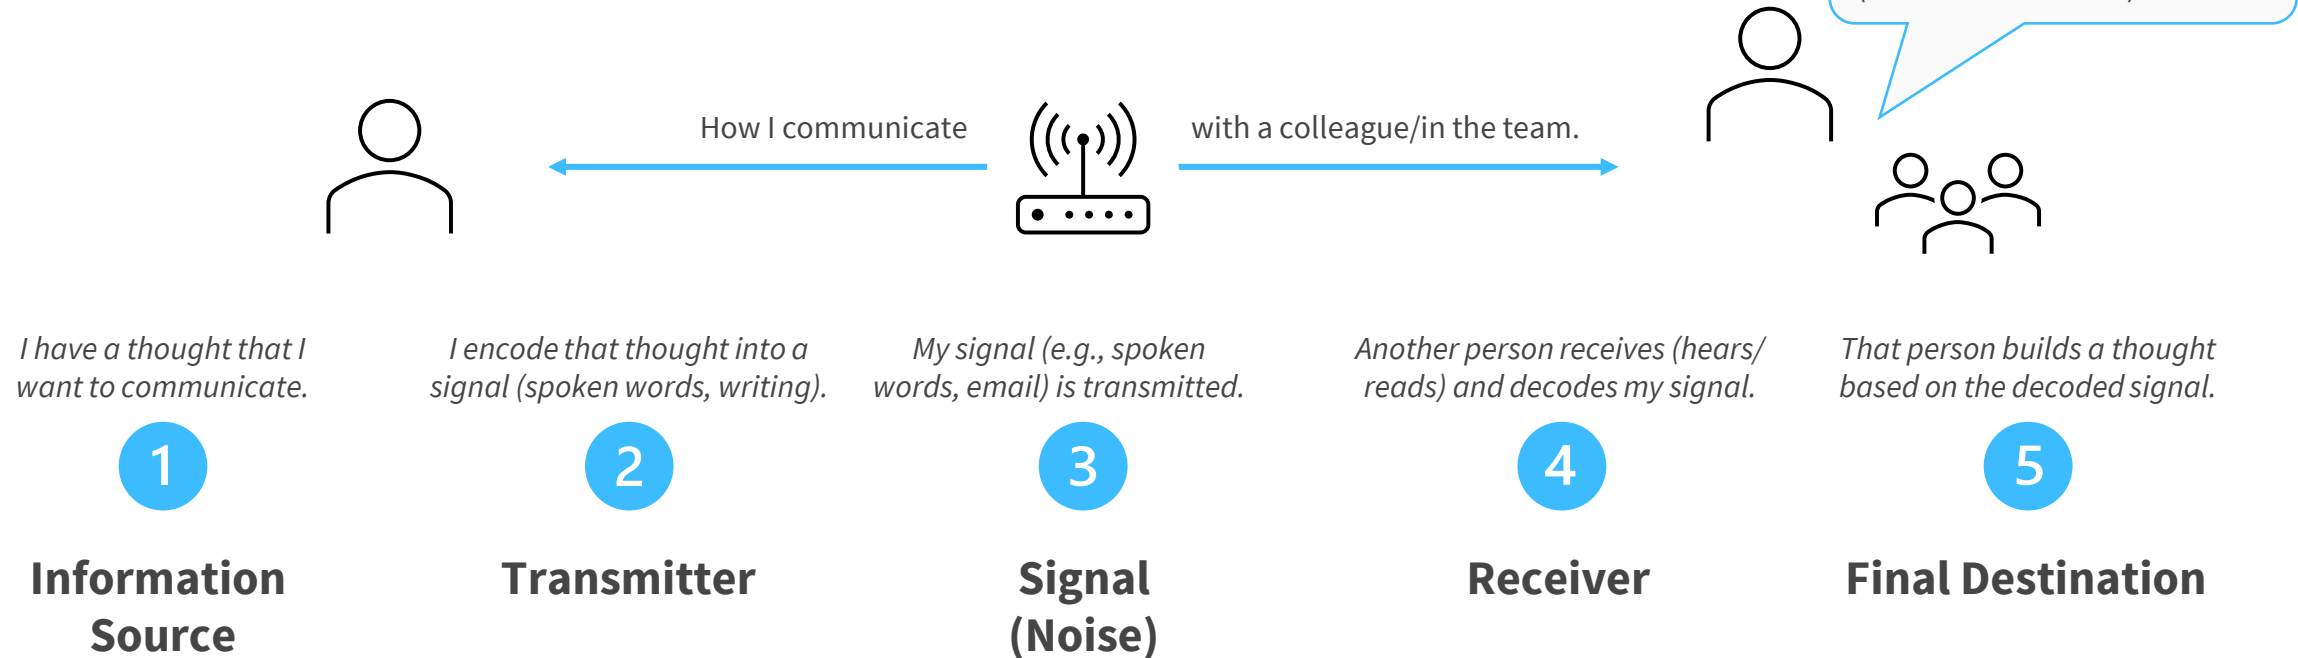 How I communicate
with a colleague/in the team.
I have a thought that I
want to communicate.
I encode that thought into a
signal (spoken words, writing).
My signal (e.g., spoken
words, email) is transmitted.
Another person receives (hears/
reads) and decodes my signal.
That person builds a thought
based on the decoded signal.
1
2
3
4
5
Information
Source
Transmitter
Signal
(Noise)
Receiver
Final Destination